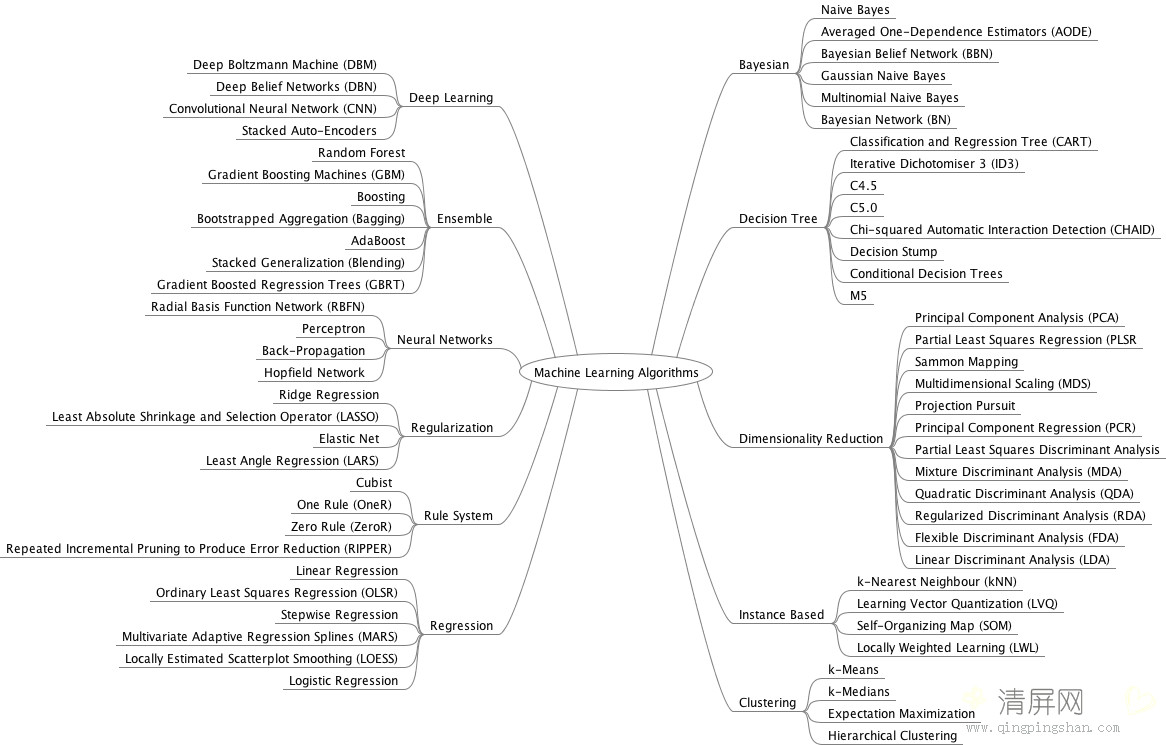 Machine Learning Algorithms
Deep Learning
Deep Boltzmann Machine (DBM)
Deep Belief Networks (DBN)
Convolutional Neural Network (CNN)
Stacked Auto-Encoders
Ensemble
Random Forest
Gradient Boosting Machines (GBM)
Boosting
Bootstrapped Aggregation (Bagging)
AdaBoost
Stacked Generalization (Blending)
Gradient Boosted Regression Trees (GBRT)
Neural Networks
Radial Basis Function Network (RBFN)
Perceptron
Back-Propagation
Hopfield Network
Regularization
Ridge Regression
Least Absolute Shrinkage and Selection Operator (LASSO)
Elastic Net
Least Angle Regression (LARS)
Rule System
Cubist
One Rule (OneR)
Zero Rule (ZeroR)
Repeated Incremental Pruning to Produce Error Reduction (RIPPER)
Regression
Linear Regression
Ordinary Least Squares Regression (OLSR)
Stepwise Regression
Multivariate Adaptive Regression Splines (MARS)
Locally Estimated Scatterplot Smoothing (LOESS)
Logistic Regression
Bayesian
Naive Bayes
Averaged One-Dependence Estimators (AODE)
Bayesian Belief Network (BBN)
Gaussian Naive Bayes
Multinomial Naive Bayes
Bayesian Network (BN)
Decision Tree
Classification and Regression Tree (CART)
Iterative Dichotomiser 3 (ID3)
C4.5
C5.0
Chi-squared Automatic Interaction Detection (CHAID)
Decision Stump
Conditional Decision Trees
M5
Dimensionality Reduction
Principal Component Analysis (PCA)
Partial Least Squares Regression (PLSR
Sammon Mapping
Multidimensional Scaling (MDS)
Projection Pursuit
Principal Component Regression (PCR)
Partial Least Squares Discriminant Analysis
Mixture Discriminant Analysis (MDA)
Quadratic Discriminant Analysis (QDA)
Regularized Discriminant Analysis (RDA)
Flexible Discriminant Analysis (FDA)
Linear Discriminant Analysis (LDA)
Instance Based
k-Nearest Neighbour (kNN)
Learning Vector Quantization (LVQ)
Self-Organizing Map (SOM)
Locally Weighted Learning (LWL)
Clustering
k-Means
k-Medians
Expectation Maximization
Hierarchical Clustering
清屏网
www.qingpingshan.com